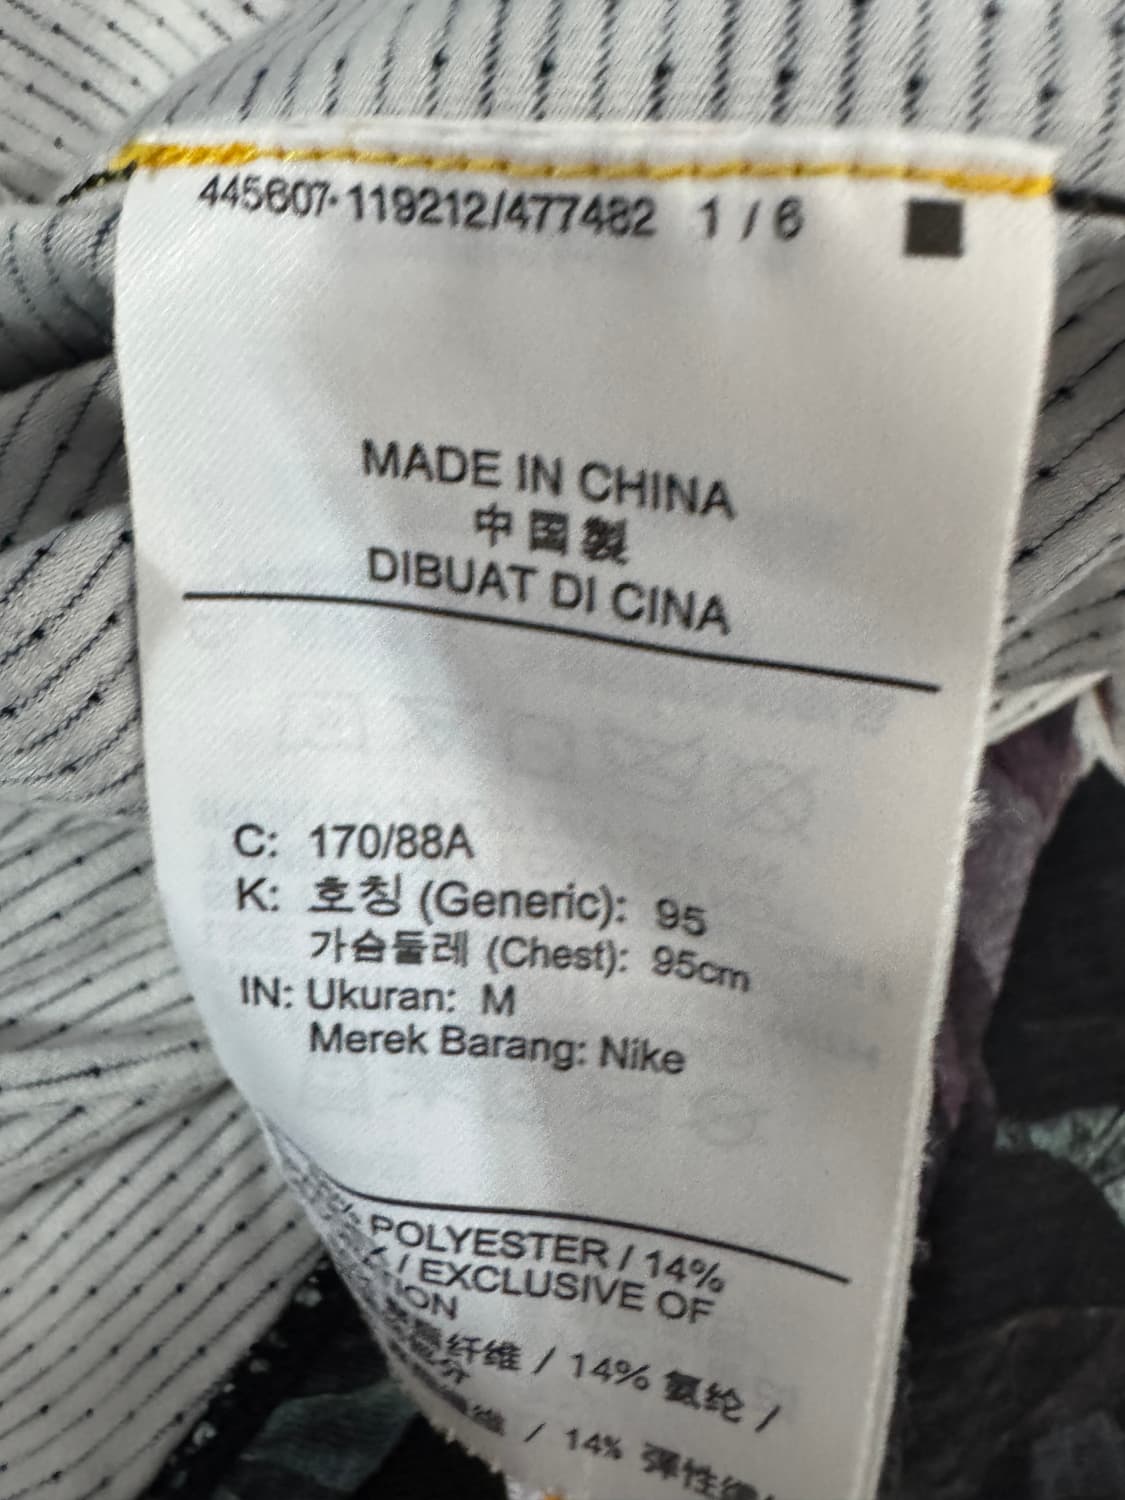 445607-119212/477482 1 / 6
MADE IN CHINA
中国製
DIBUAT DI CINA
C: 170/88A
K: 호칭 (Generic): 95
가슴둘레 (Chest): 95cm
IN: Ukuran: M
Merek Barang: Nike
% POLYESTER / 14%
/ EXCLUSIVE OF
纤维 / 14% 氨纶 /
/ 14% 彈性